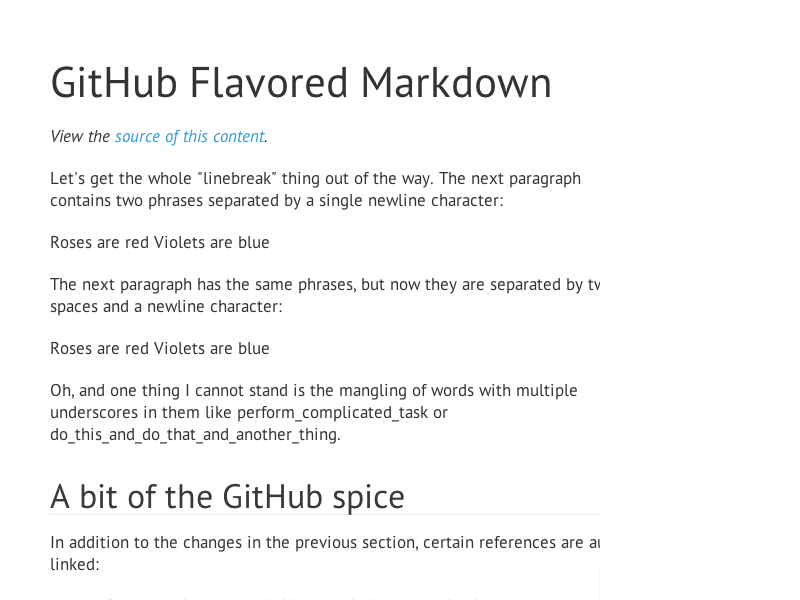 GitHub Flavored Markdown
View the source of this content.
Let's get the whole "linebreak" thing out of the way. The next paragraph
contains two phrases separated by a single newline character:
Roses are red Violets are blue
The next paragraph has the same phrases, but now they are separated by
spaces and a newline character:
Roses are red Violets are blue
Oh, and one thing I cannot stand is the mangling of words with multiple
underscores in them like perform_complicated_task or
do_this_and_do_that_and_another_thing.
A bit of the GitHub spice
In addition to the changes in the previous section, certain references are
linked: